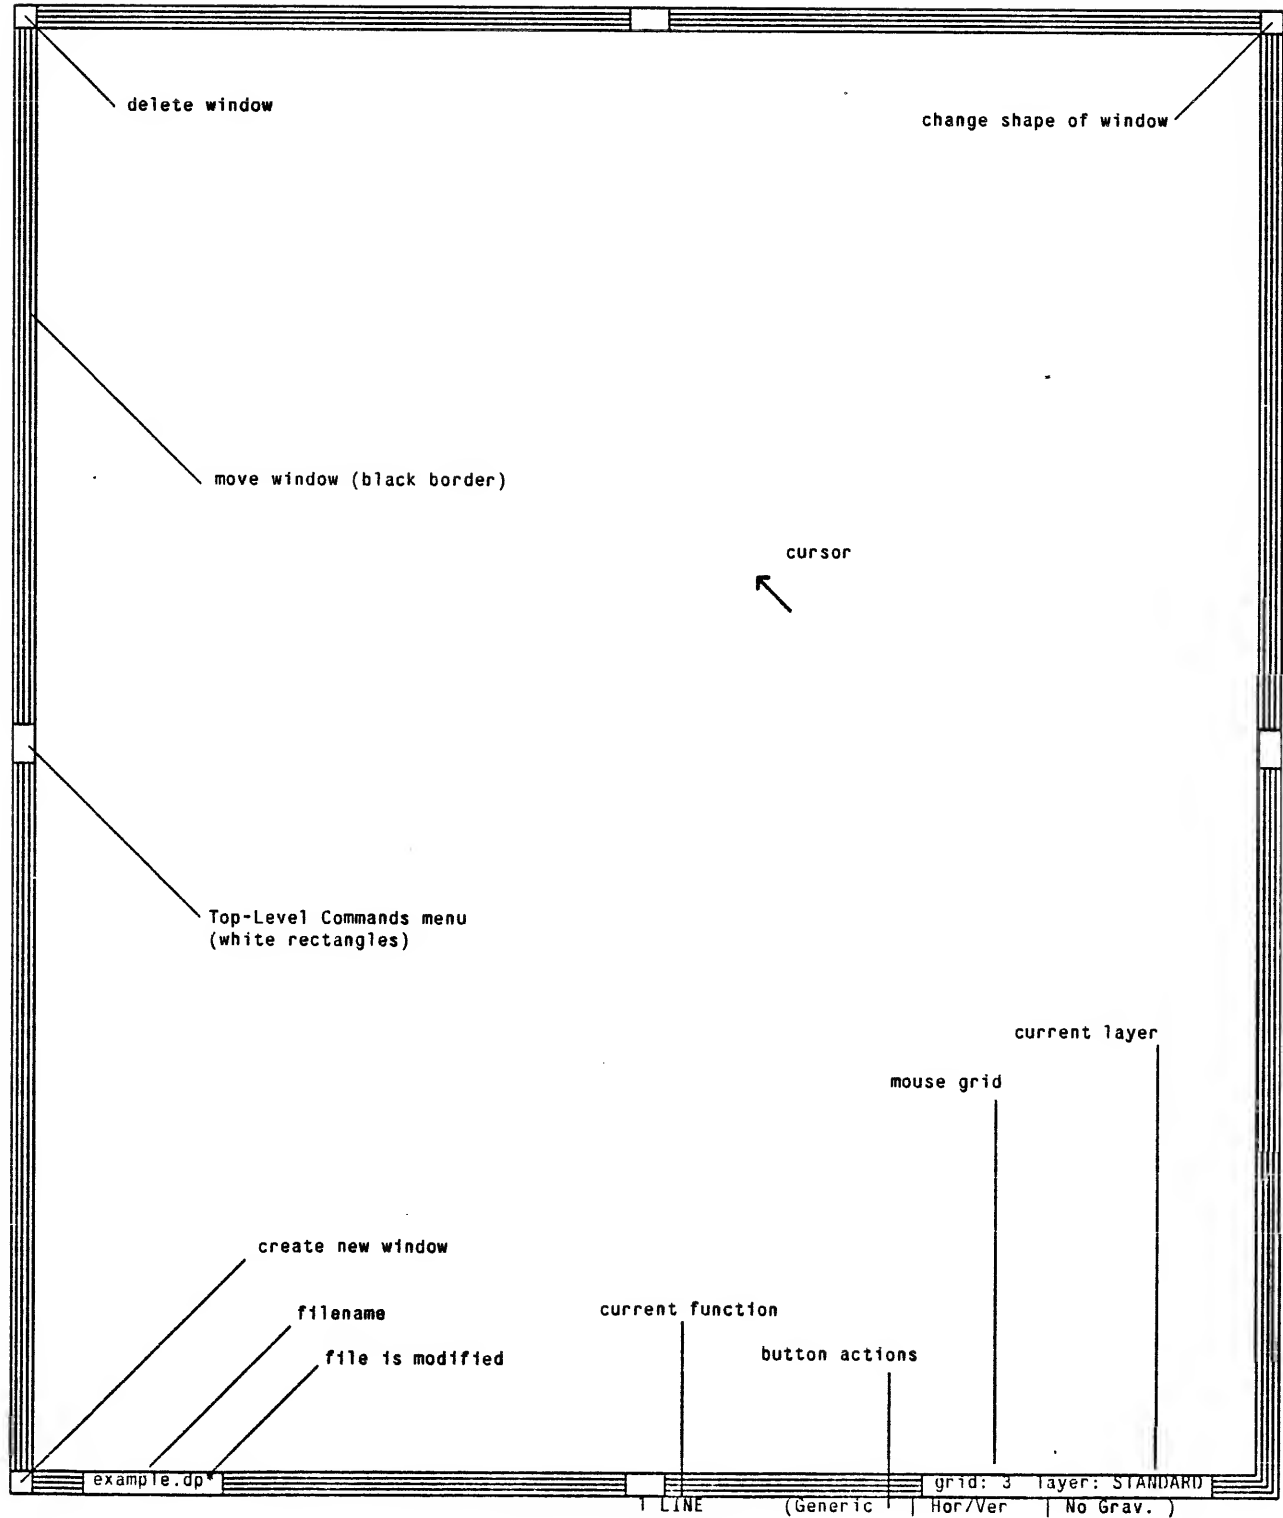 delete window
change shape of window
move window (black border)
cursor
Top-Level Commands menu
(white rectangles)
current layer
mouse grid
create new window
filename
current function
file is modified
button actions
example.dp*
grid: 3 layer: STANDARD
1 LINE (Generic | Hor/Ver | No Grav. )